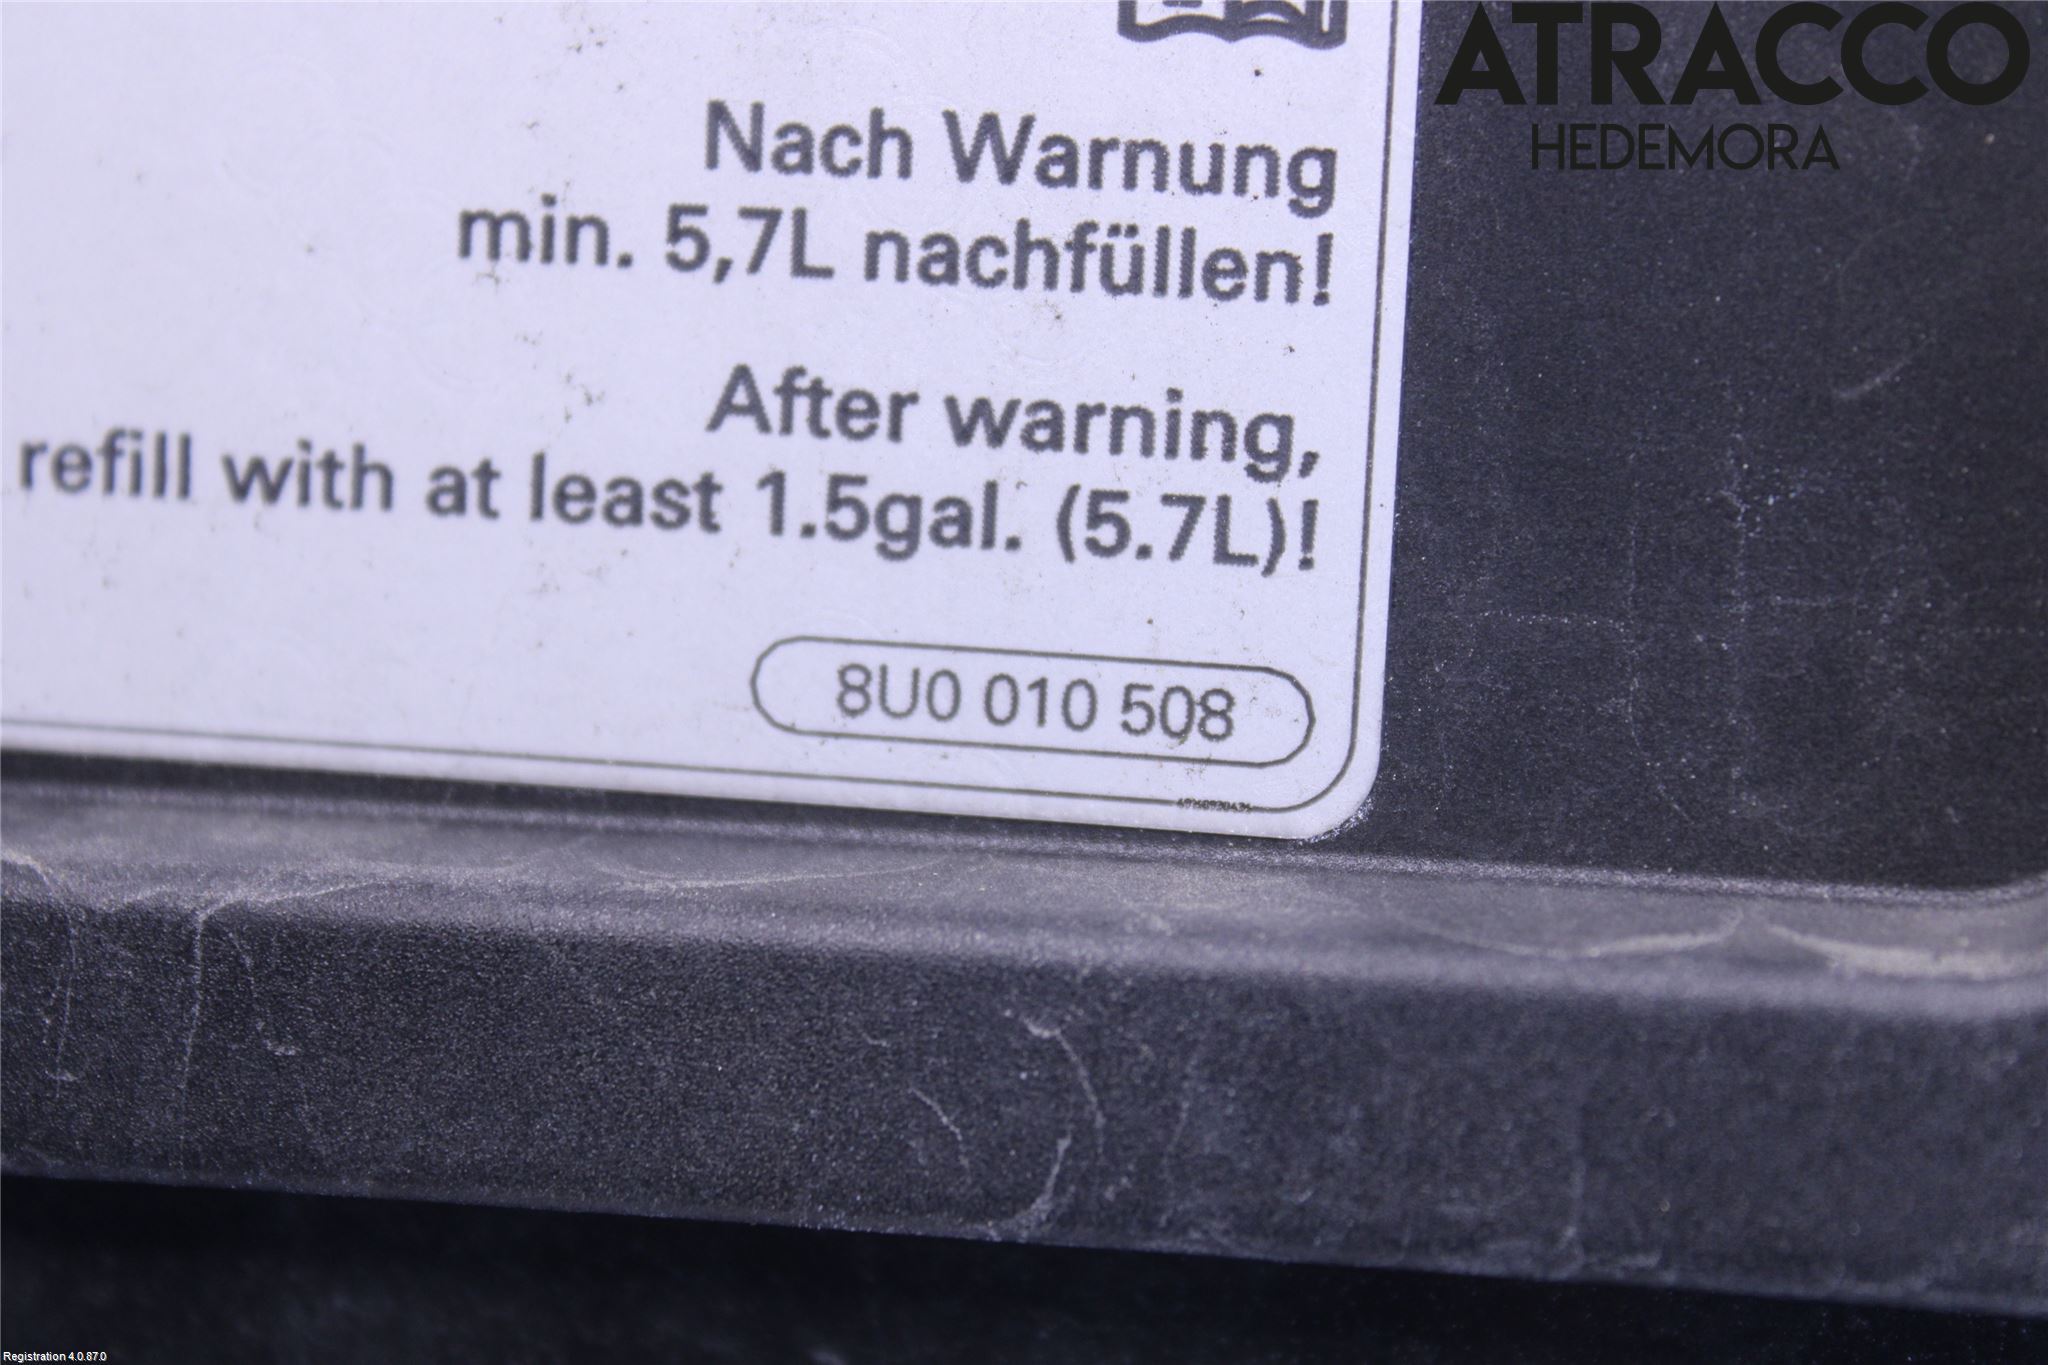 ATRACCO
HEDEMORA
Nach Warnung
min. 5,7L nachfüllen!
After warning,
refill with at least 1.5gal. (5.7L)!
8U0 010 508
Registration 4.0.87.0